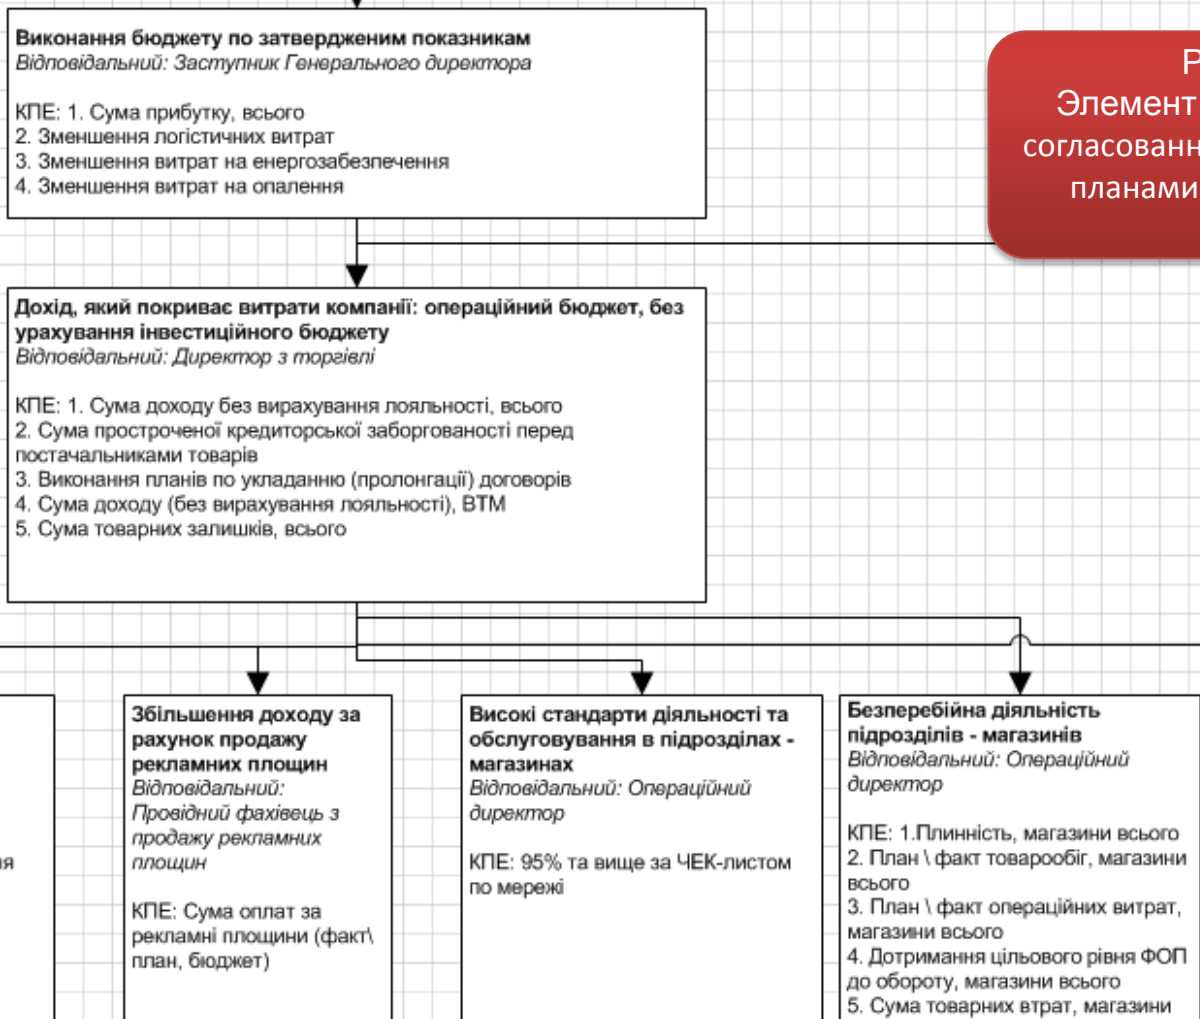 Виконання бюджету по затвердженим показникам
Відповідальний: Заступник Генерального директора
КПЕ: 1. Сума прибутку, всього
2. Зменшення логістичних витрат
3. Зменшення витрат на енергозабезпечення
4. Зменшення витрат на опалення
Р
Элемент
согласованн
планами
Дохід, який покриває витрати компанії: операційний бюджет, без
урахування інвестиційного бюджету
Відповідальний: Директор з торгівлі
КПЕ: 1. Сума доходу без вирахування лояльності, всього
2. Сума простроченої кредиторської заборгованості перед
постачальниками товарів
3. Виконання планів по укладанню (пролонгації) договорів
4. Сума доходу (без вирахування лояльності), ВТМ
5. Сума товарних залишків, всього
ня
Збільшення доходу за
рахунок продажу
рекламних площин
Відповідальний:
Провідний фахівець з
продажу рекламних
площин
КПЕ: Сума оплат за
рекламні площини (факт\
план, бюджет)
Високі стандарти діяльності та
обслуговування в підрозділах -
магазинах
Відповідальний: Операційний
директор
КПЕ: 95% та вище за ЧЕК-листом
по мережі
Безперебійна діяльність
підрозділів - магазинів
Відповідальний: Операційний
директор
КПЕ: 1.Плинність, магазини всього
2. План \ факт товарообіг, магазини
всього
3. План \ факт операційних витрат,
магазини всього
4. Дотримання цільового рівня ФОП
до обороту, магазини всього
5. Сума товарних втрат, магазини